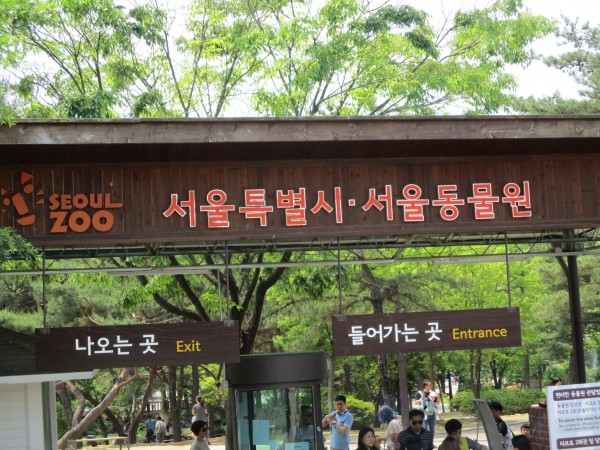 SEOUL
ZOO
서울특별시·서울동물원
나오는 곳 Exit
들어가는 곳 Entrance